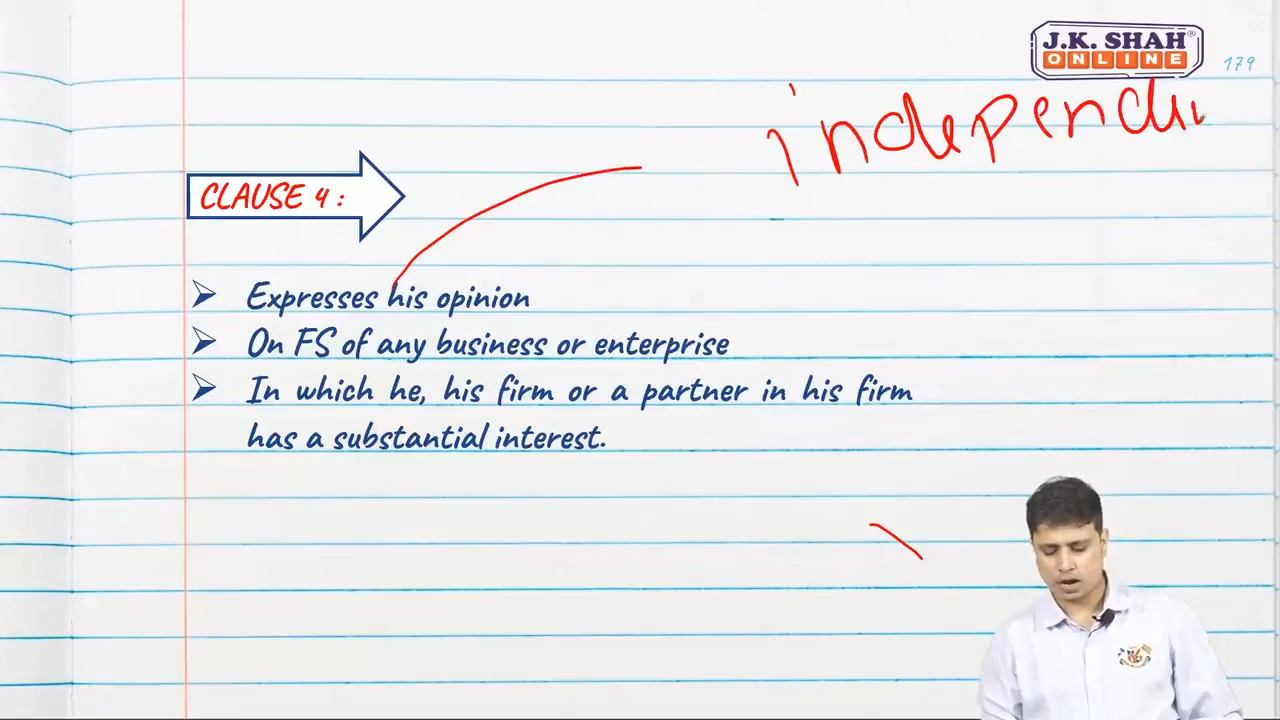 J.K. SHAH®
ONLINE
179
CLAUSE 4 :
Expresses his opinion
On FS of any business or enterprise
In which he, his firm or a partner in his firm
has a substantial interest.